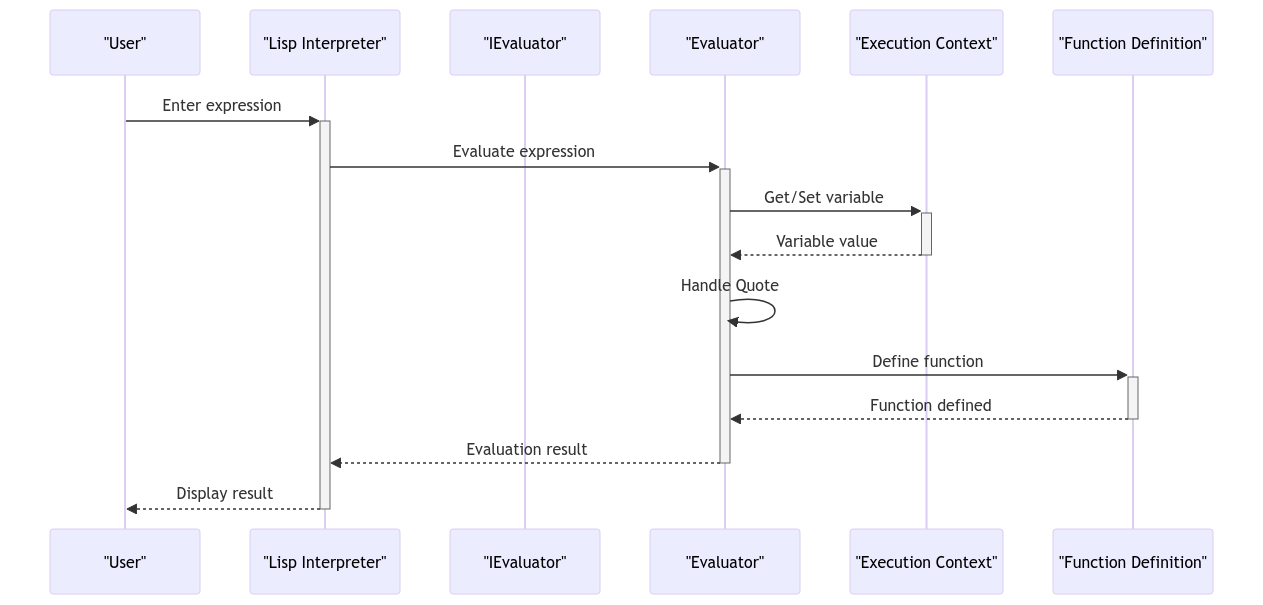 "User"
"Lisp Interpreter"
"IEvaluator"
"Evaluator"
"Execution Context"
"Function Definition"
Enter expression
Evaluate expression
Get/Set variable
Variable value
Handle Quote
Define function
Function defined
Evaluation result
Display result
"User"
"Lisp Interpreter"
"IEvaluator"
"Evaluator"
"Execution Context"
"Function Definition"